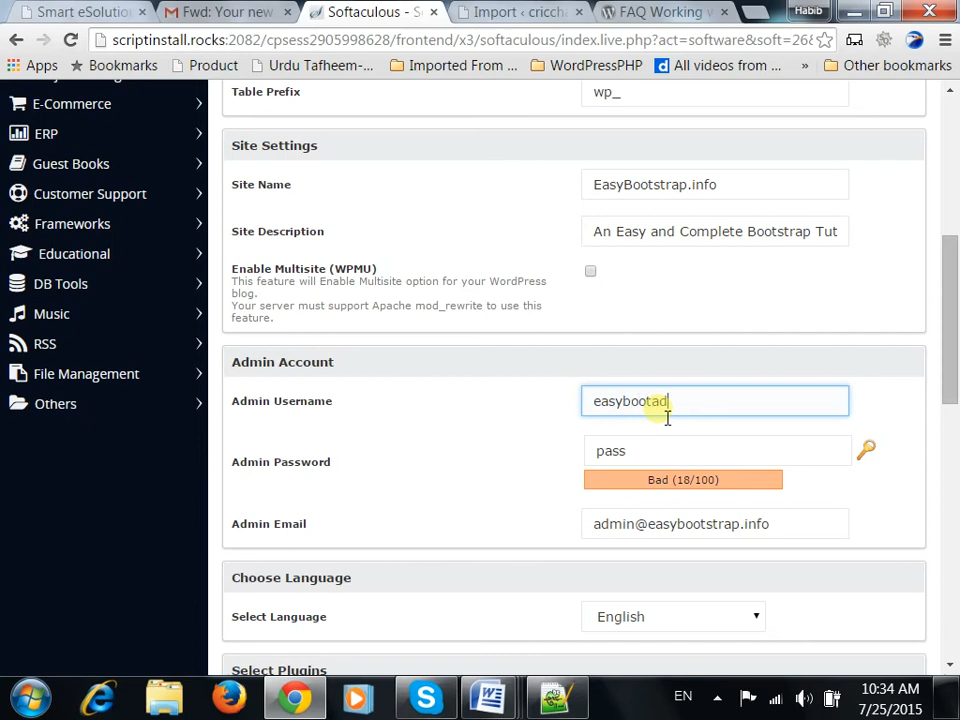 Smart eSolutio
Fwd: Your new
Softaculous - S
Import ‹ cricch
FAQ Working w
Habib
scriptinstall.rocks:2082/cpsess2905998628/frontend/x3/softaculous/index.live.php?act=software&soft=26&
Apps
Bookmarks
Product
Urdu Tafheem-...
Imported From ...
WordPressPHP
All videos from ...
»
Other bookmarks
E-Commerce
ERP
Guest Books
Customer Support
Frameworks
Educational
DB Tools
Music
RSS
File Management
Others
Table Prefix
wp_
Site Settings
Site Name
EasyBootstrap.info
Site Description
An Easy and Complete Bootstrap Tut
Enable Multisite (WPMU)
This feature will Enable Multisite option for your WordPress
blog.
Your server must support Apache mod_rewrite to use this
feature.
Admin Account
Admin Username
easybootad
Admin Password
pass
Bad (18/100)
Admin Email
admin@easybootstrap.info
Choose Language
Select Language
English
Select Plugins
EN
10:34 AM
7/25/2015